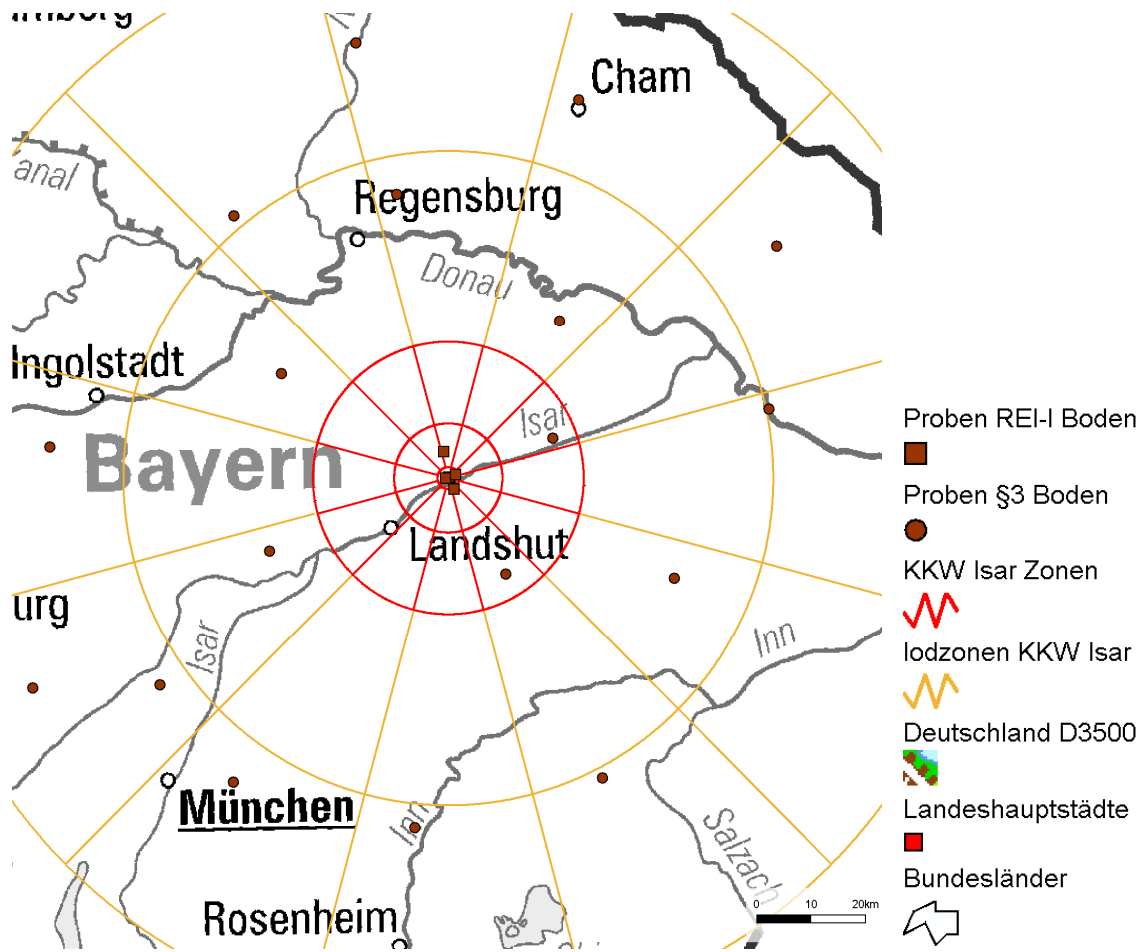 Cham
anal
Regensburg
Donau
Ingolstadt
Isar
Bayern
Landshut
urg
Isar
Inn
München
Inn
Salzach
Rosenheim
0 10 20km
Proben REI-I Boden
Proben §3 Boden
KKW Isar Zonen
Iodzonen KKW Isar
Deutschland D3500
Landeshauptstädte
Bundesländer